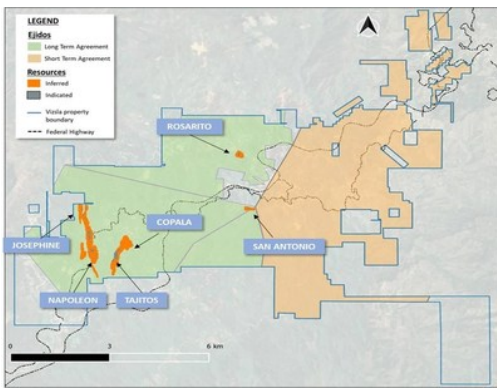 LEGEND
Ejidos
Long Term Agreement
Short Term Agreement
Resources
Inferred
Indicated
Vizsla property
boundary
Federal Highway
ROSARITO
JOSEPHINE
COPALA
SAN ANTONIO
NAPOLEON
TAJITOS
0
3
6 km